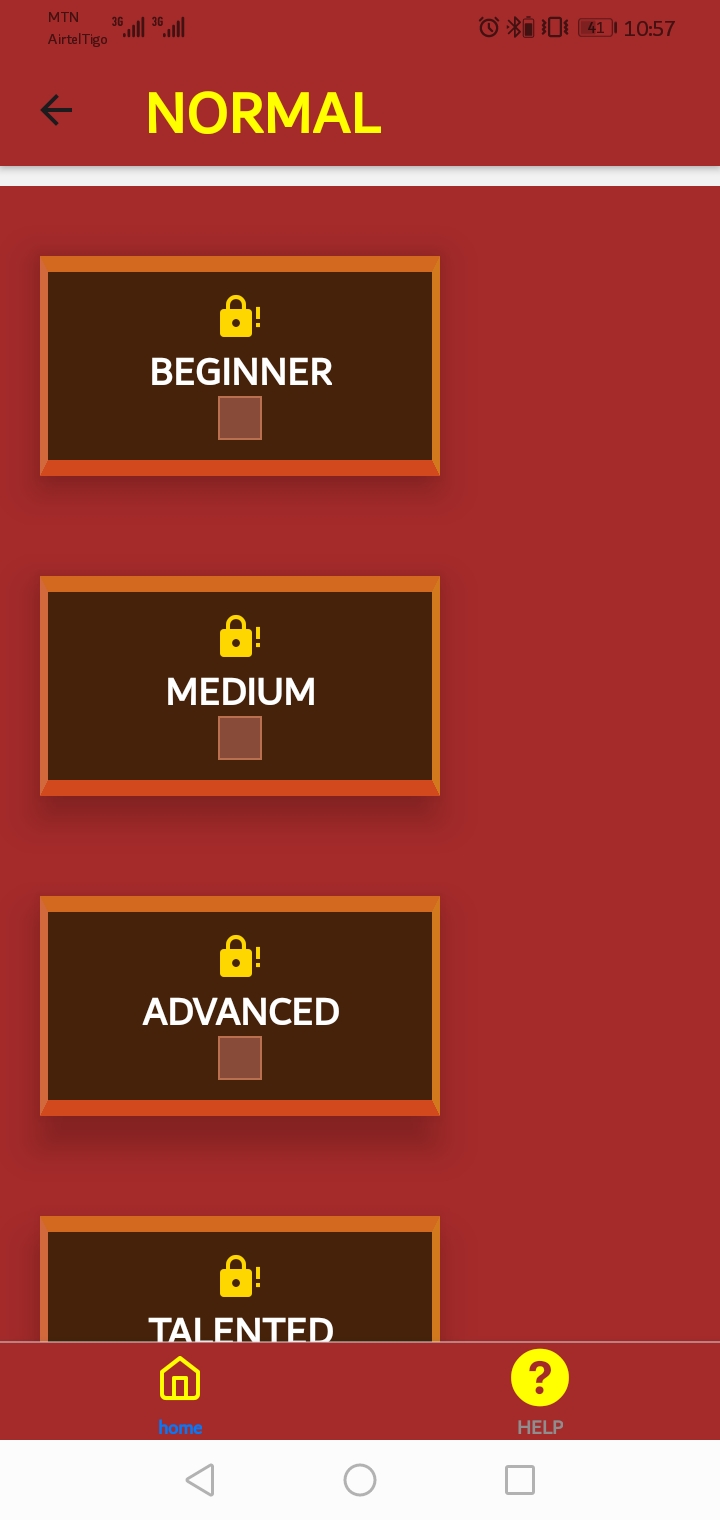 MTN
AirtelTigo
3G 3G
41 10:57
NORMAL
BEGINNER
MEDIUM
ADVANCED
TALENTED
home
HELP